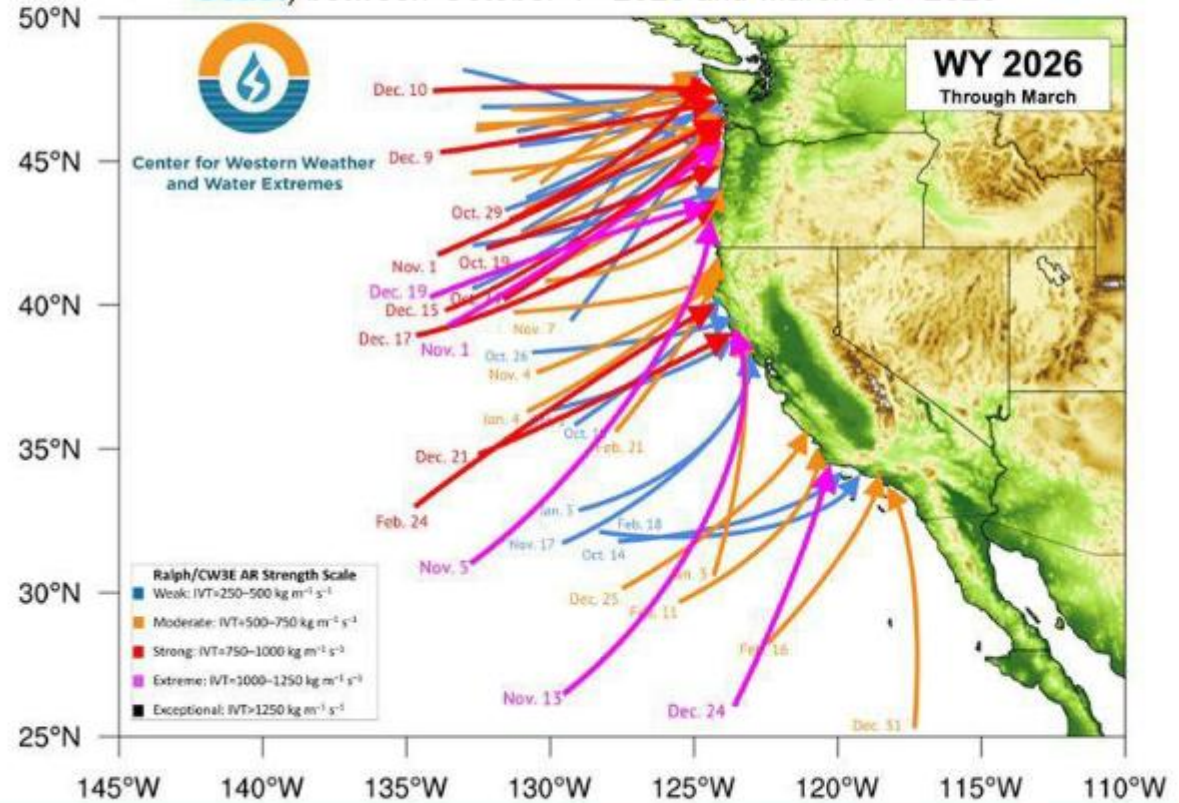 50°N
45°N
40°N
35°N
30°N
25°N
145°W
140°W
135°W
130°W
125°W
120°W
115°W
110°W
WY 2026
Through March
Center for Western Weather
and Water Extremes
Dec. 10
Dec. 9
Oct. 29
Nov. 1
Oct. 19
Dec. 19
Dec. 15
Dec. 17
Nov. 1
Nov. 7
Oct. 26
Nov. 4
Jan. 4
Oct.
Feb. 21
Dec. 21
Feb. 24
Jan. 3
Feb. 18
Nov. 17
Oct. 14
Nov. 5
Dec. 25
11
Feb. 16
Nov. 13
Dec. 24
Dec. 31
Ralph/CW3E AR Strength Scale
Weak: IVT=250–500 kg m⁻¹ s⁻¹
Moderate: IVT=500–750 kg m⁻¹ s⁻¹
Strong: IVT=750–1000 kg m⁻¹ s⁻¹
Extreme: IVT=1000–1250 kg m⁻¹ s⁻¹
Exceptional: IVT>1250 kg m⁻¹ s⁻¹